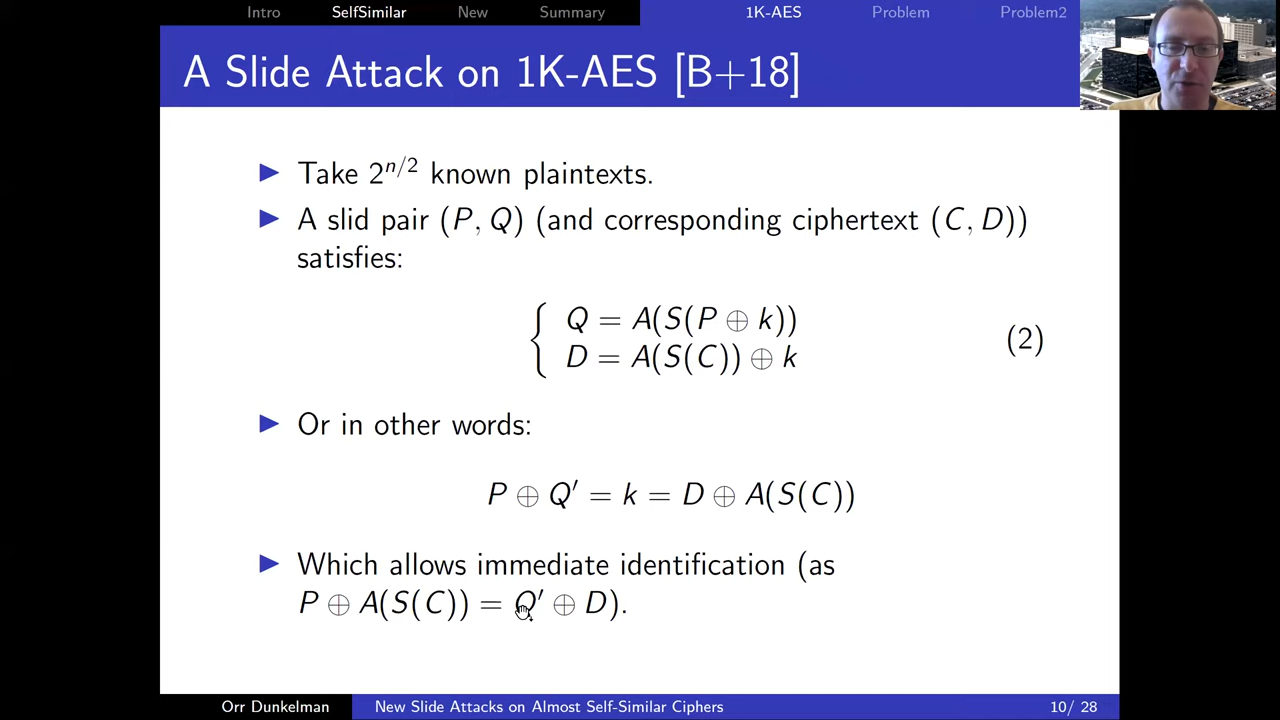 Intro SelfSimilar New Summary 1K-AES Problem Problem2
A Slide Attack on 1K-AES [B+18]
▶ Take 2^{n/2} known plaintexts.
▶ A slid pair (P, Q) (and corresponding ciphertext (C, D))
satisfies:
Q = A(S(P ⊕ k))
D = A(S(C)) ⊕ k
(2)
▶ Or in other words:
P ⊕ Q′ = k = D ⊕ A(S(C))
▶ Which allows immediate identification (as
P ⊕ A(S(C)) = Q′ ⊕ D).
Orr Dunkelman New Slide Attacks on Almost Self-Similar Ciphers 10/ 28